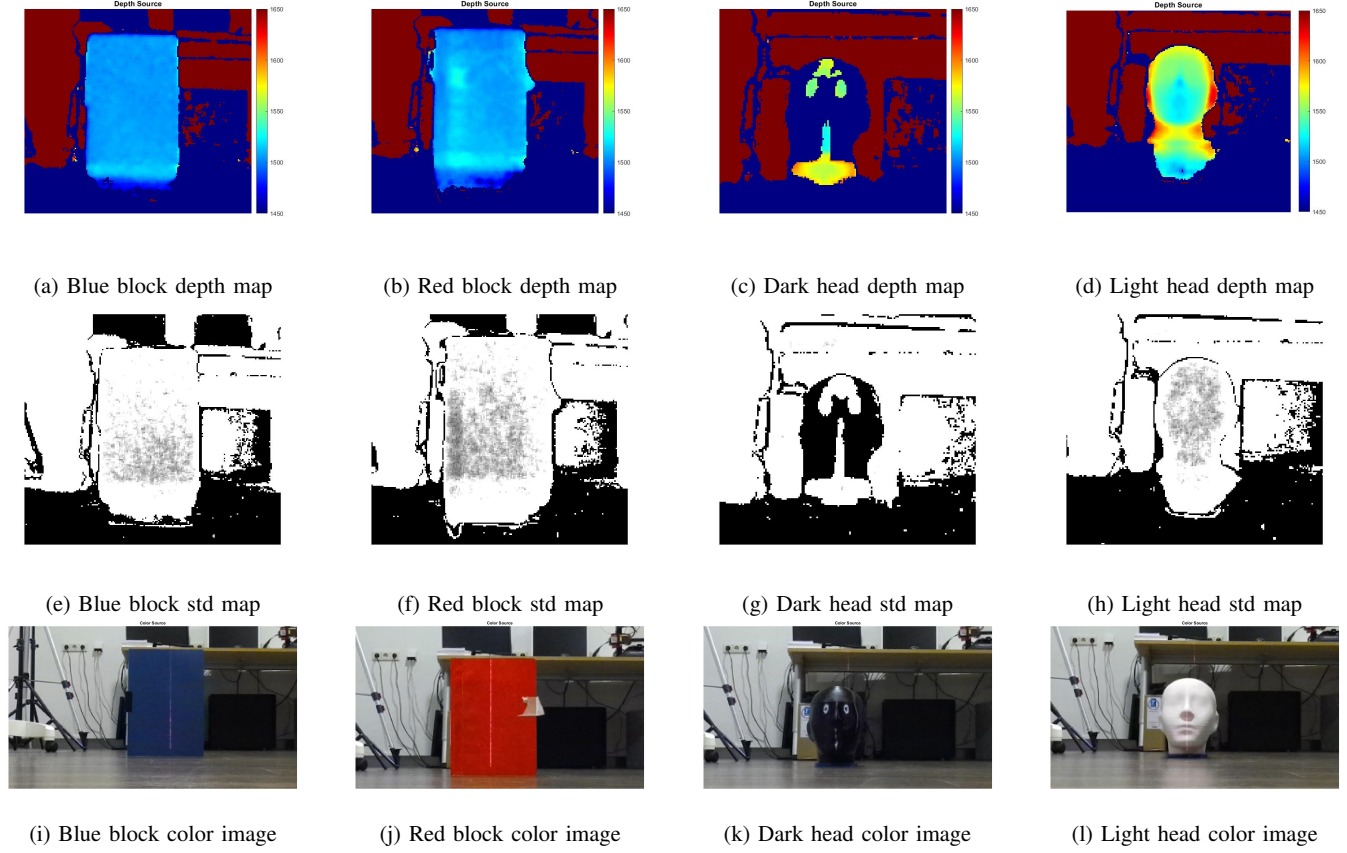 Depth Source
Depth Source
Depth Source
Depth Source
1650
1600
1550
1500
1450
1650
1600
1550
1500
1450
1650
1600
1550
1500
1450
1650
1600
1550
1500
1450
(a) Blue block depth map
(b) Red block depth map
(c) Dark head depth map
(d) Light head depth map
(e) Blue block std map
(f) Red block std map
(g) Dark head std map
(h) Light head std map
Color Source
Color Source
Color Source
Color Source
(i) Blue block color image
(j) Red block color image
(k) Dark head color image
(l) Light head color image